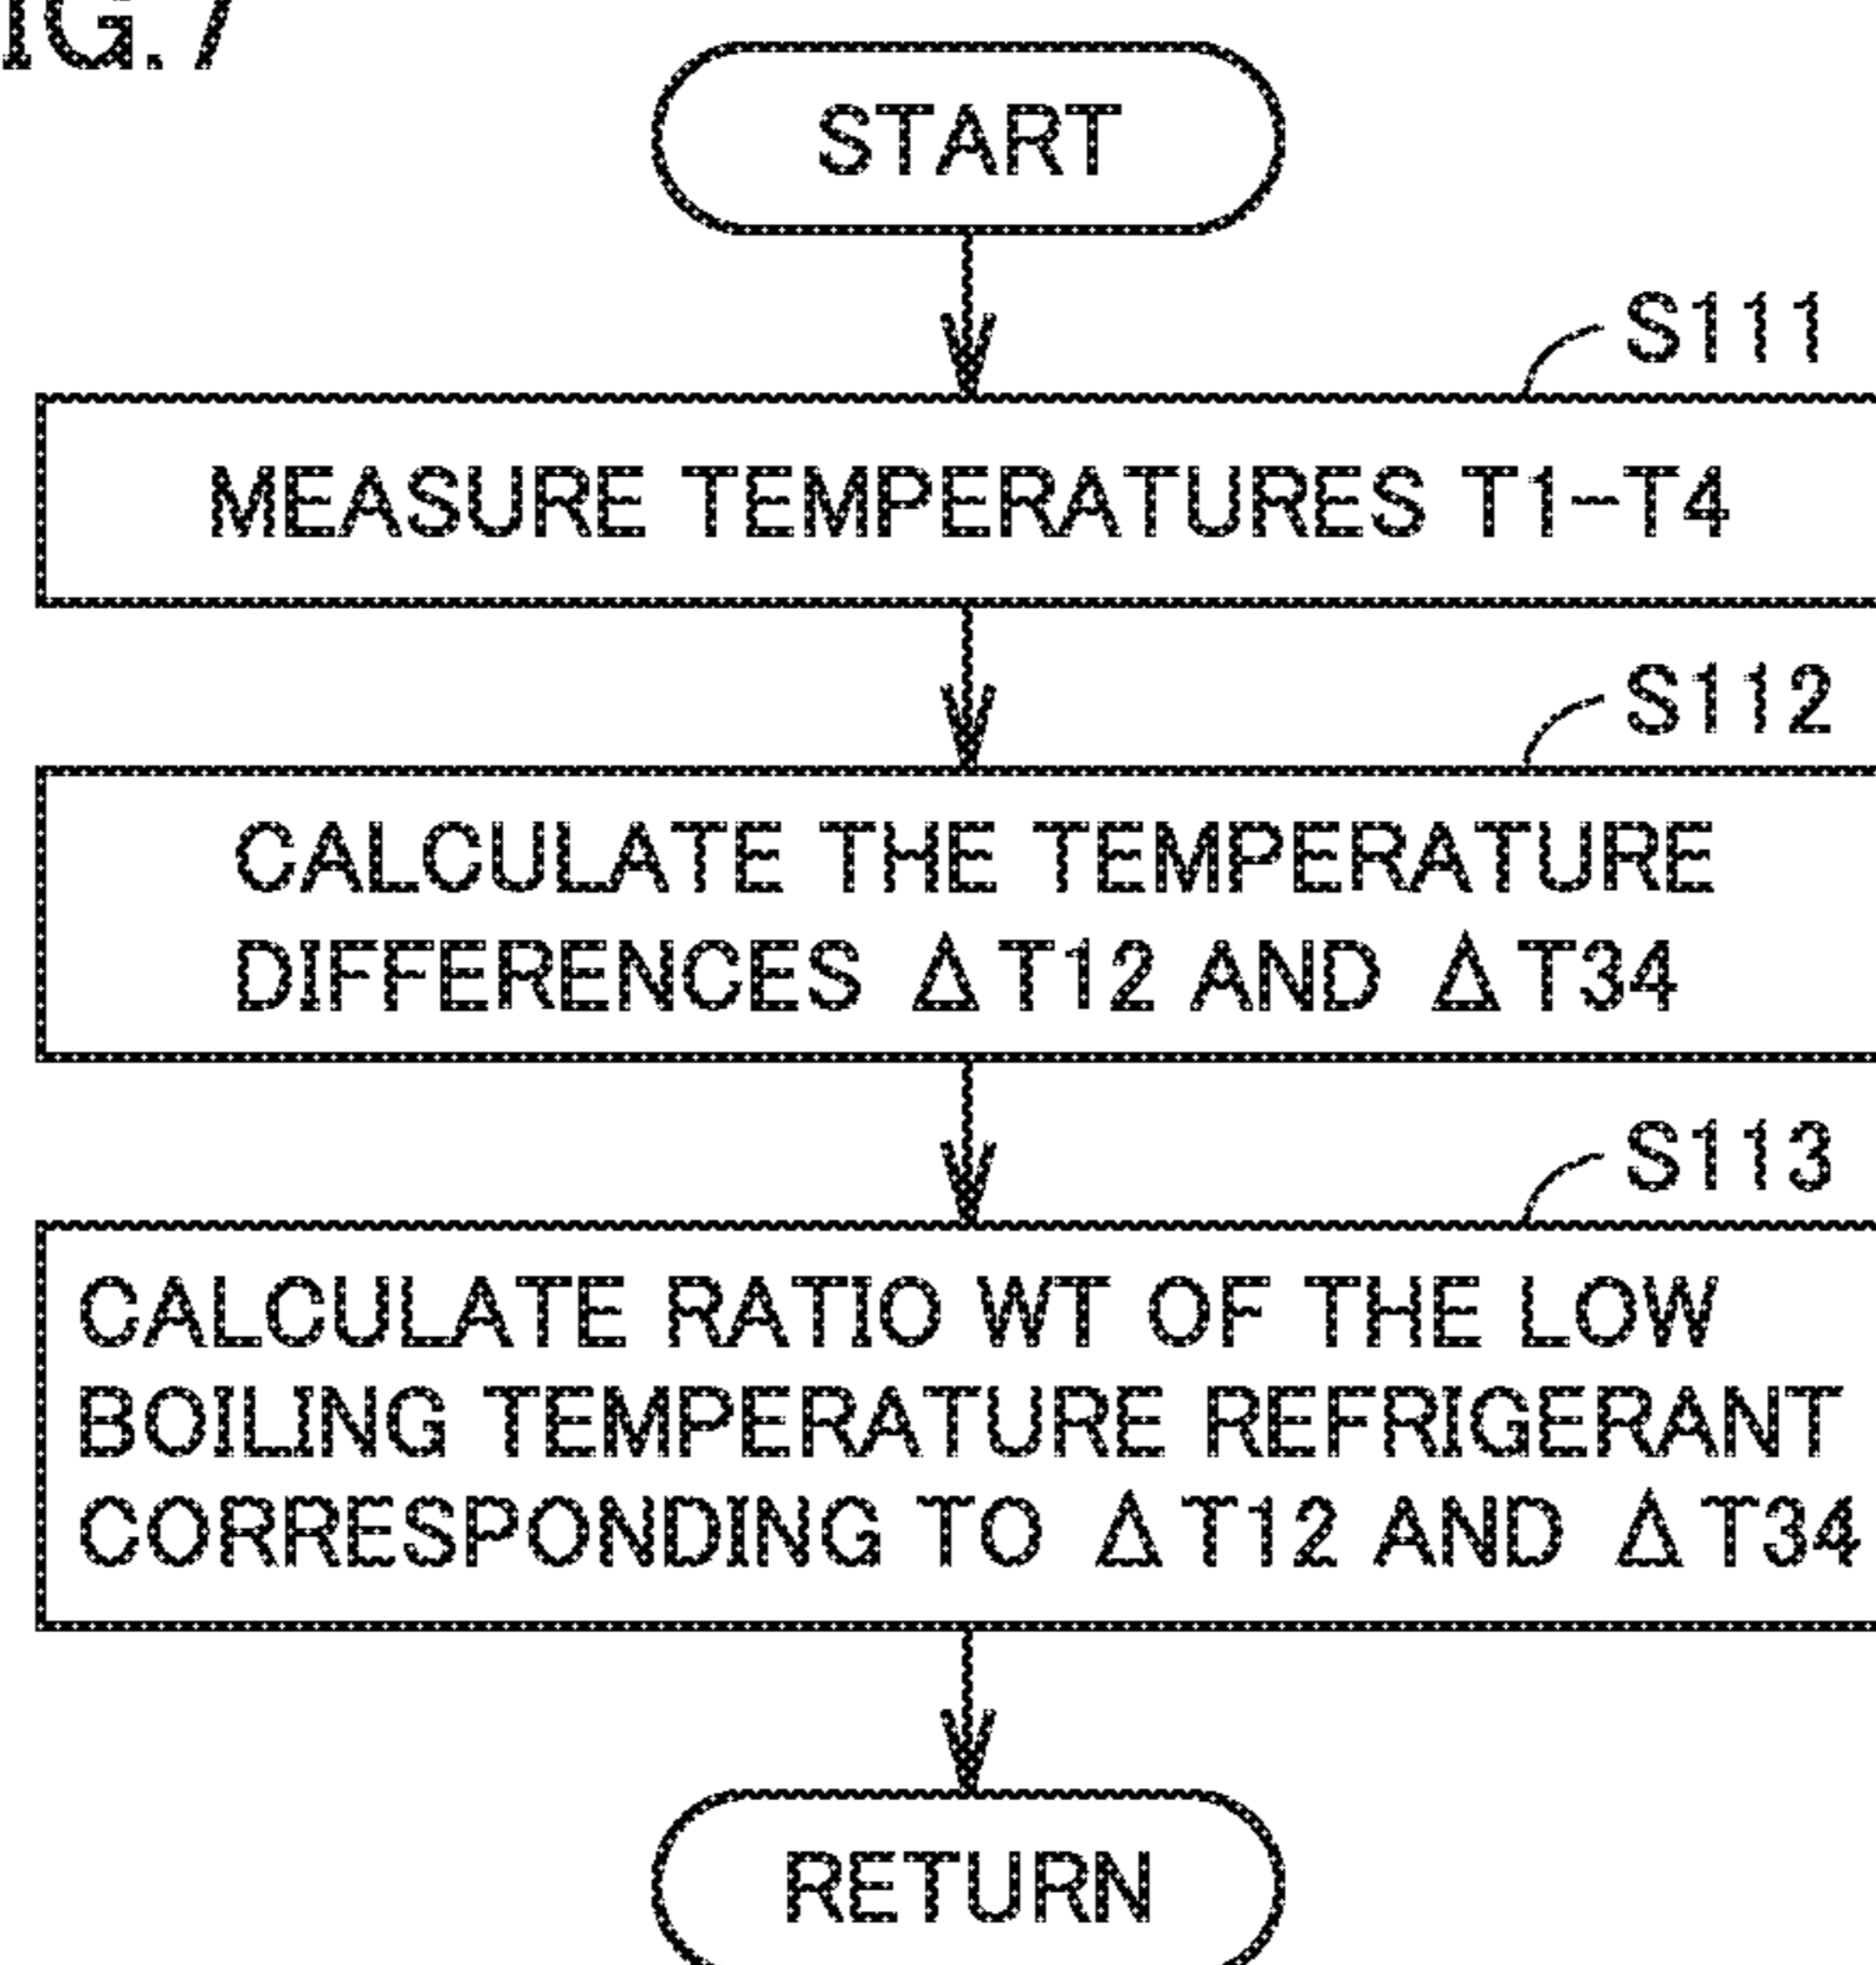 IG. 7
START
S111
MEASURE TEMPERATURES T1-T4
S112
CALCULATE THE TEMPERATURE
DIFFERENCES ΔT12 AND ΔT34
S113
CALCULATE RATIO WT OF THE LOW
BOILING TEMPERATURE REFRIGERANT
CORRESPONDING TO ΔT12 AND ΔT34
RETURN